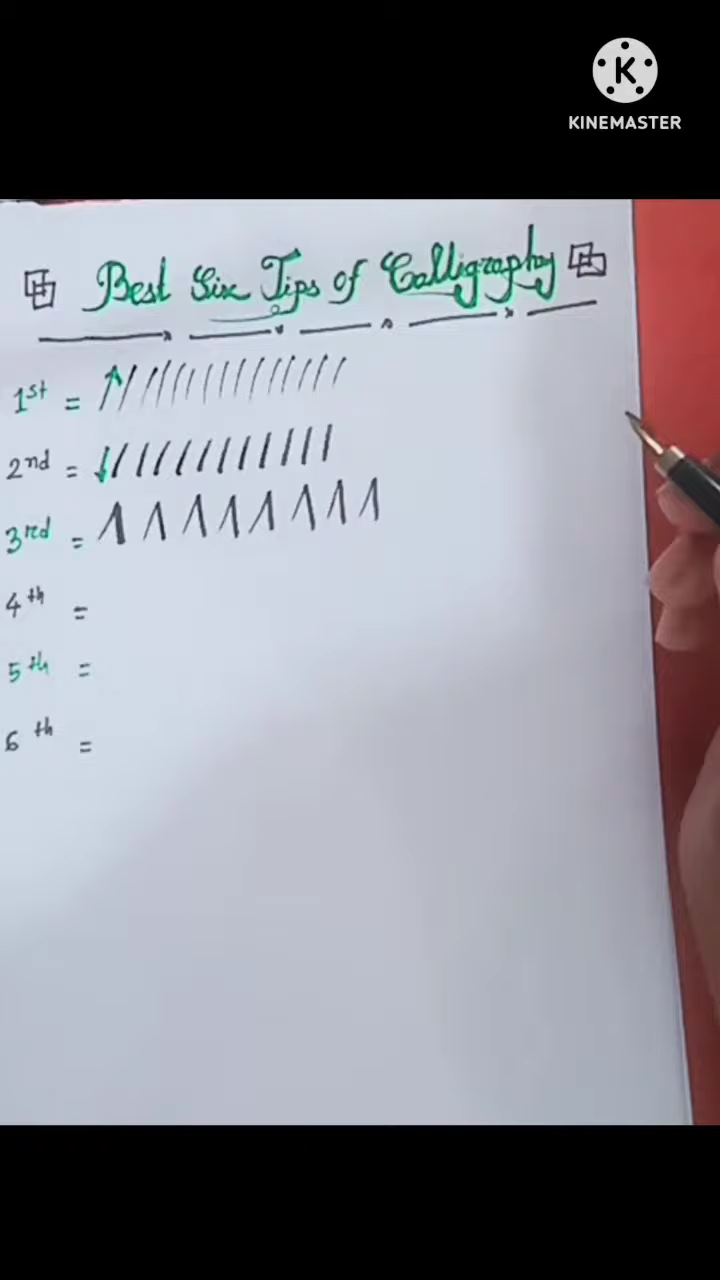 KINEMASTER
Best Six Tips of Calligraphy
1st =
2nd =
3rd =
4th =
5th =
6th =